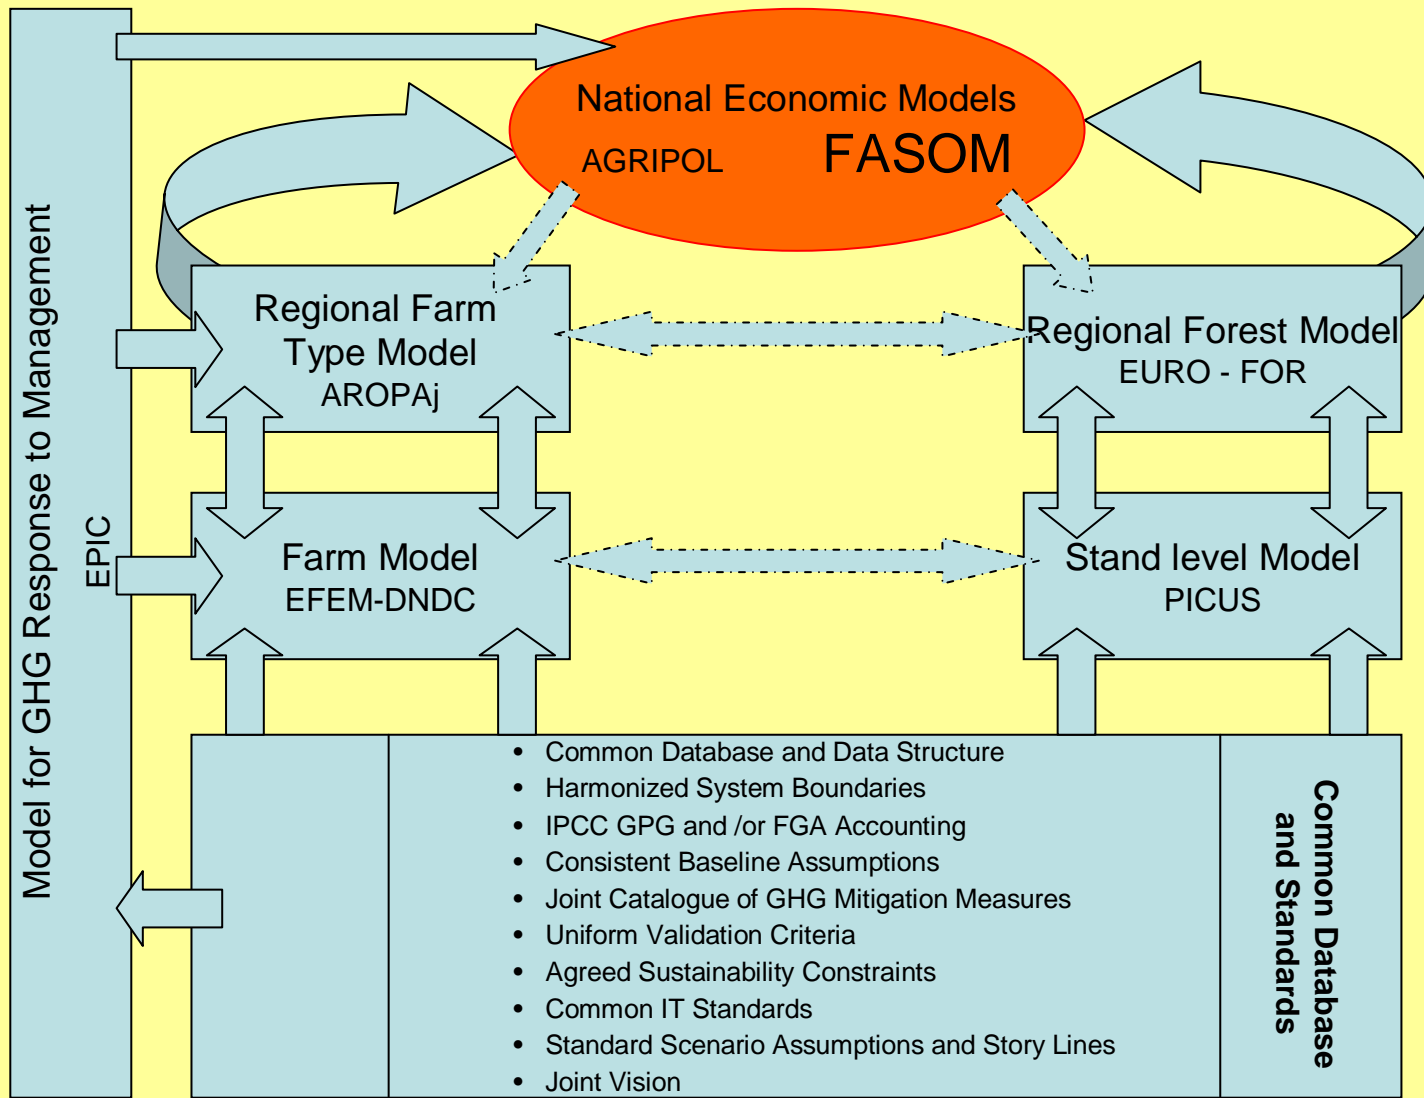 National Economic Models
AGRIPOL FASOM
Model for GHG Response to Management
EPIC
Regional Farm
Type Model
AROPAj
Regional Forest Model
EURO - FOR
Farm Model
EFEM-DNDC
Stand level Model
PICUS
• Common Database and Data Structure
• Harmonized System Boundaries
• IPCC GPG and /or FGA Accounting
• Consistent Baseline Assumptions
• Joint Catalogue of GHG Mitigation Measures
• Uniform Validation Criteria
• Agreed Sustainability Constraints
• Common IT Standards
• Standard Scenario Assumptions and Story Lines
• Joint Vision
Common Database
and Standards